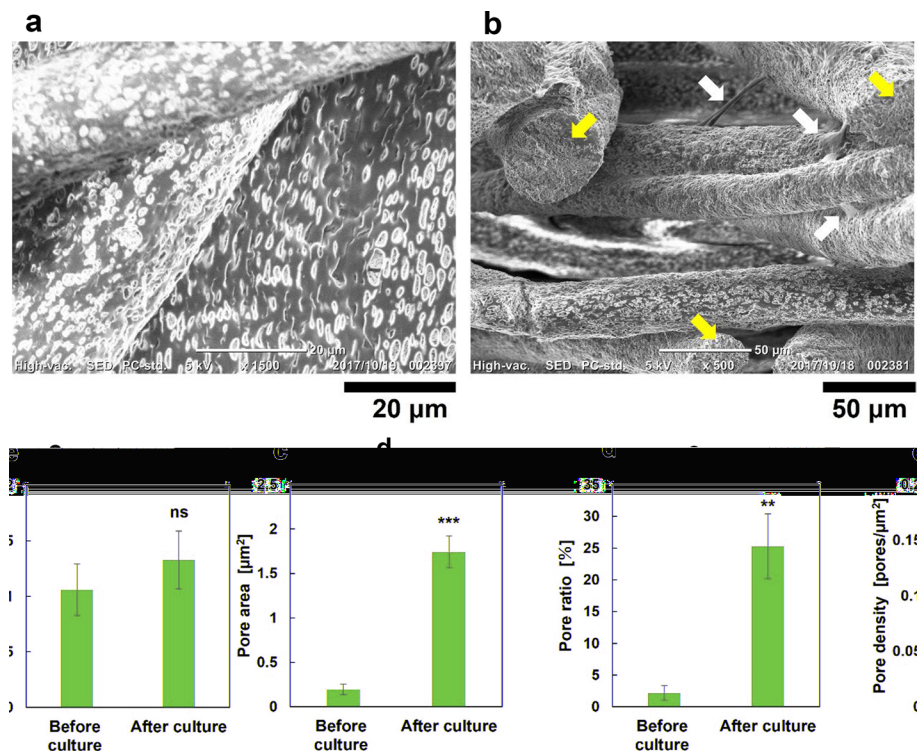 a
b
20 µm
High-vac. SED PC-std. 5 kV x 1500 2017/10/19 002397
50 µm
High-vac. SED PC-std. 5 kV x 500 2017/10/18 002381
20 µm
50 µm
d
e
c
d
2.5
35
ns
***
**
2
1.5
1
0.5
0
Pore area [µm²]
30
25
20
15
10
5
0
Pore ratio [%]
0.15
0.1
0.05
Pore density [pores/µm²]
Before culture
After culture
Before culture
After culture
Before culture
After culture